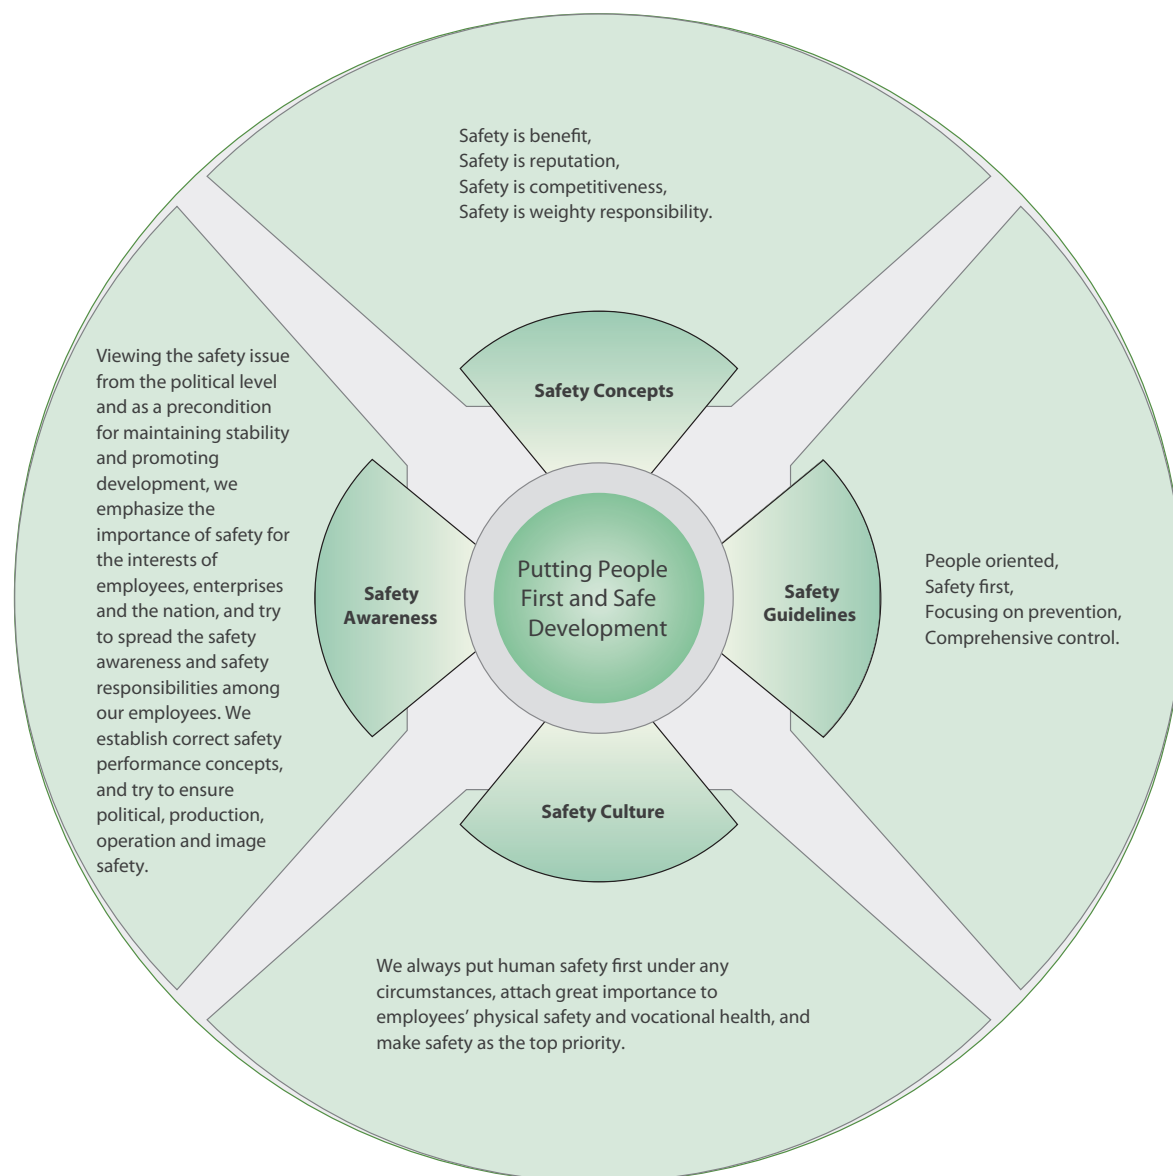 Safety is benefit,
Safety is reputation,
Safety is competitiveness,
Safety is weighty responsibility.
Safety Concepts
Viewing the safety issue
from the political level
and as a precondition
for maintaining stability
and promoting
development, we
emphasize the
importance of safety for
the interests of
employees, enterprises
and the nation, and try
to spread the safety
awareness and safety
responsibilities among
our employees. We
establish correct safety
performance concepts,
and try to ensure
political, production,
operation and image
safety.
Safety
Awareness
Putting People
First and Safe
Development
Safety
Guidelines
People oriented,
Safety first,
Focusing on prevention,
Comprehensive control.
Safety Culture
We always put human safety first under any
circumstances, attach great importance to
employees’ physical safety and vocational health, and
make safety as the top priority.